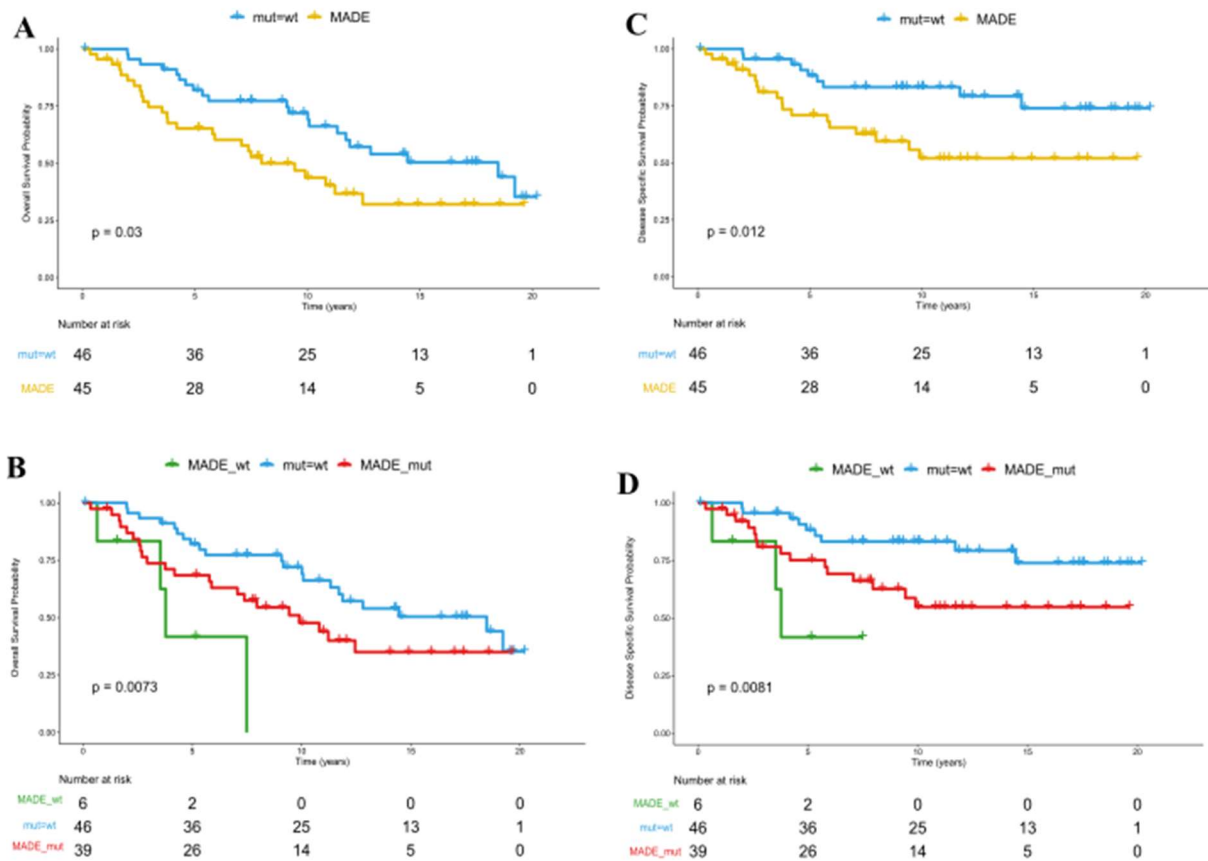 A
mut=wt MADE
Overall Survival Probability
1.00
0.75
0.50
0.25
0.00
p = 0.03
0 5 10 15 20
Time (years)
Number at risk
mut=wt 46 36 25 13 1
MADE 45 28 14 5 0
C
mut=wt MADE
Disease Specific Survival Probability
1.00
0.75
0.50
0.25
0.00
p = 0.012
0 5 10 15 20
Time (years)
Number at risk
mut=wt 46 36 25 13 1
MADE 45 28 14 5 0
B
MADE_wt mut=wt MADE_mut
Overall Survival Probability
1.00
0.75
0.50
0.25
0.00
p = 0.0073
0 5 10 15 20
Time (years)
Number at risk
MADE_wt 6 2 0 0 0
mut=wt 46 36 25 13 1
MADE_mut 39 26 14 5 0
D
MADE_wt mut=wt MADE_mut
Disease Specific Survival Probability
1.00
0.75
0.50
0.25
0.00
p = 0.0081
0 5 10 15 20
Time (years)
Number at risk
MADE_wt 6 2 0 0 0
mut=wt 46 36 25 13 1
MADE_mut 39 26 14 5 0